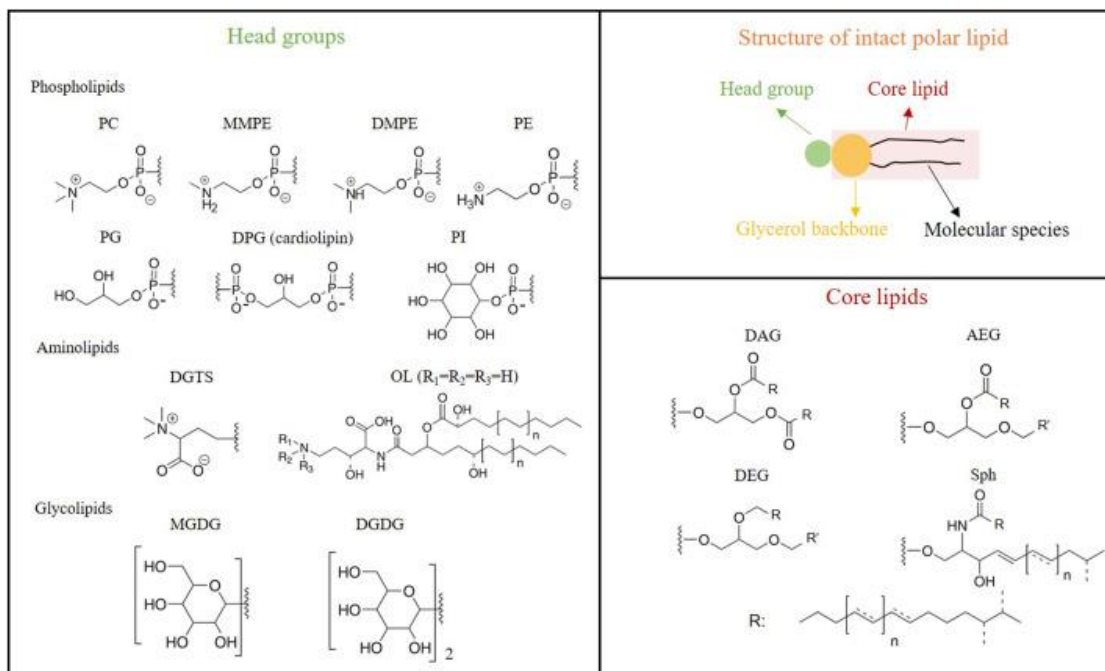 Head groups
Phospholipids
PC MMPE DMPE PE
PG DPG (cardiolipin) PI
Aminolipids
DGTS OL (R₁=R₂=R₃=H)
Glycolipids
MGDG DGDG
Structure of intact polar lipid
Head group Core lipid
Glycerol backbone Molecular species
Core lipids
DAG AEG
DEG Sph
R: